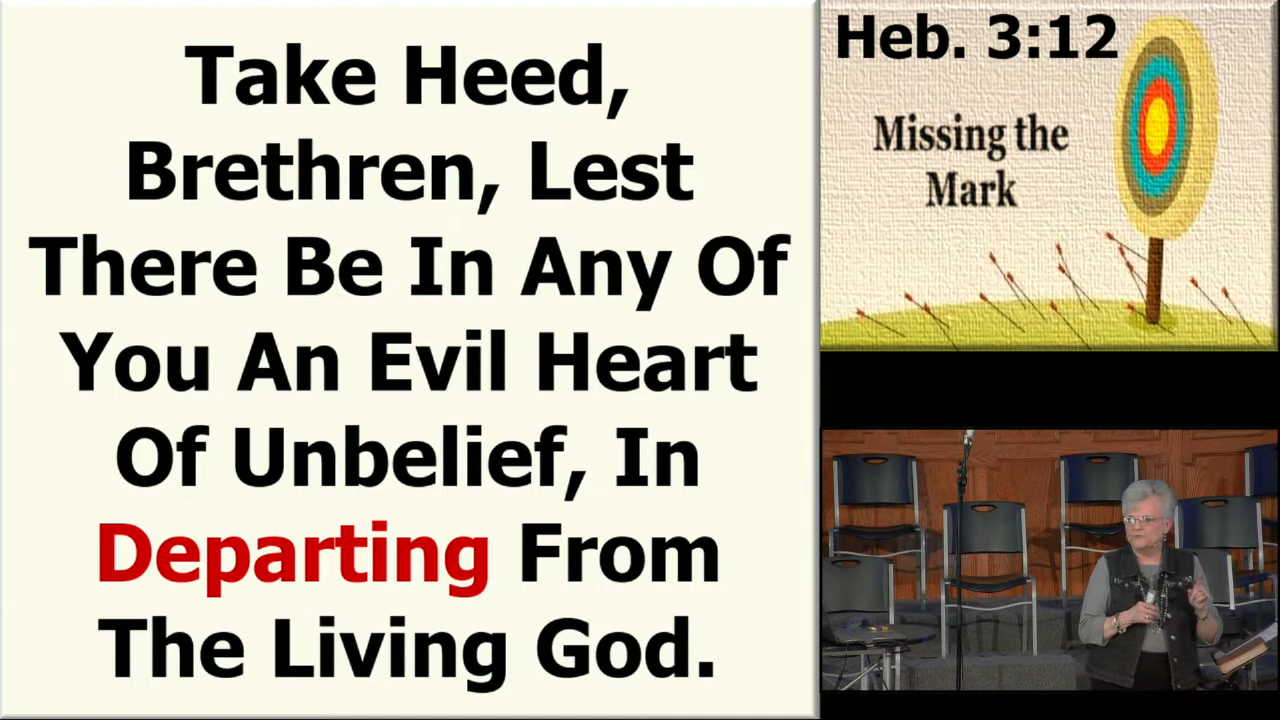 Take Heed,
Brethren, Lest
There Be In Any Of
You An Evil Heart
Of Unbelief, In
Departing From
The Living God.
Heb. 3:12
Missing the
Mark